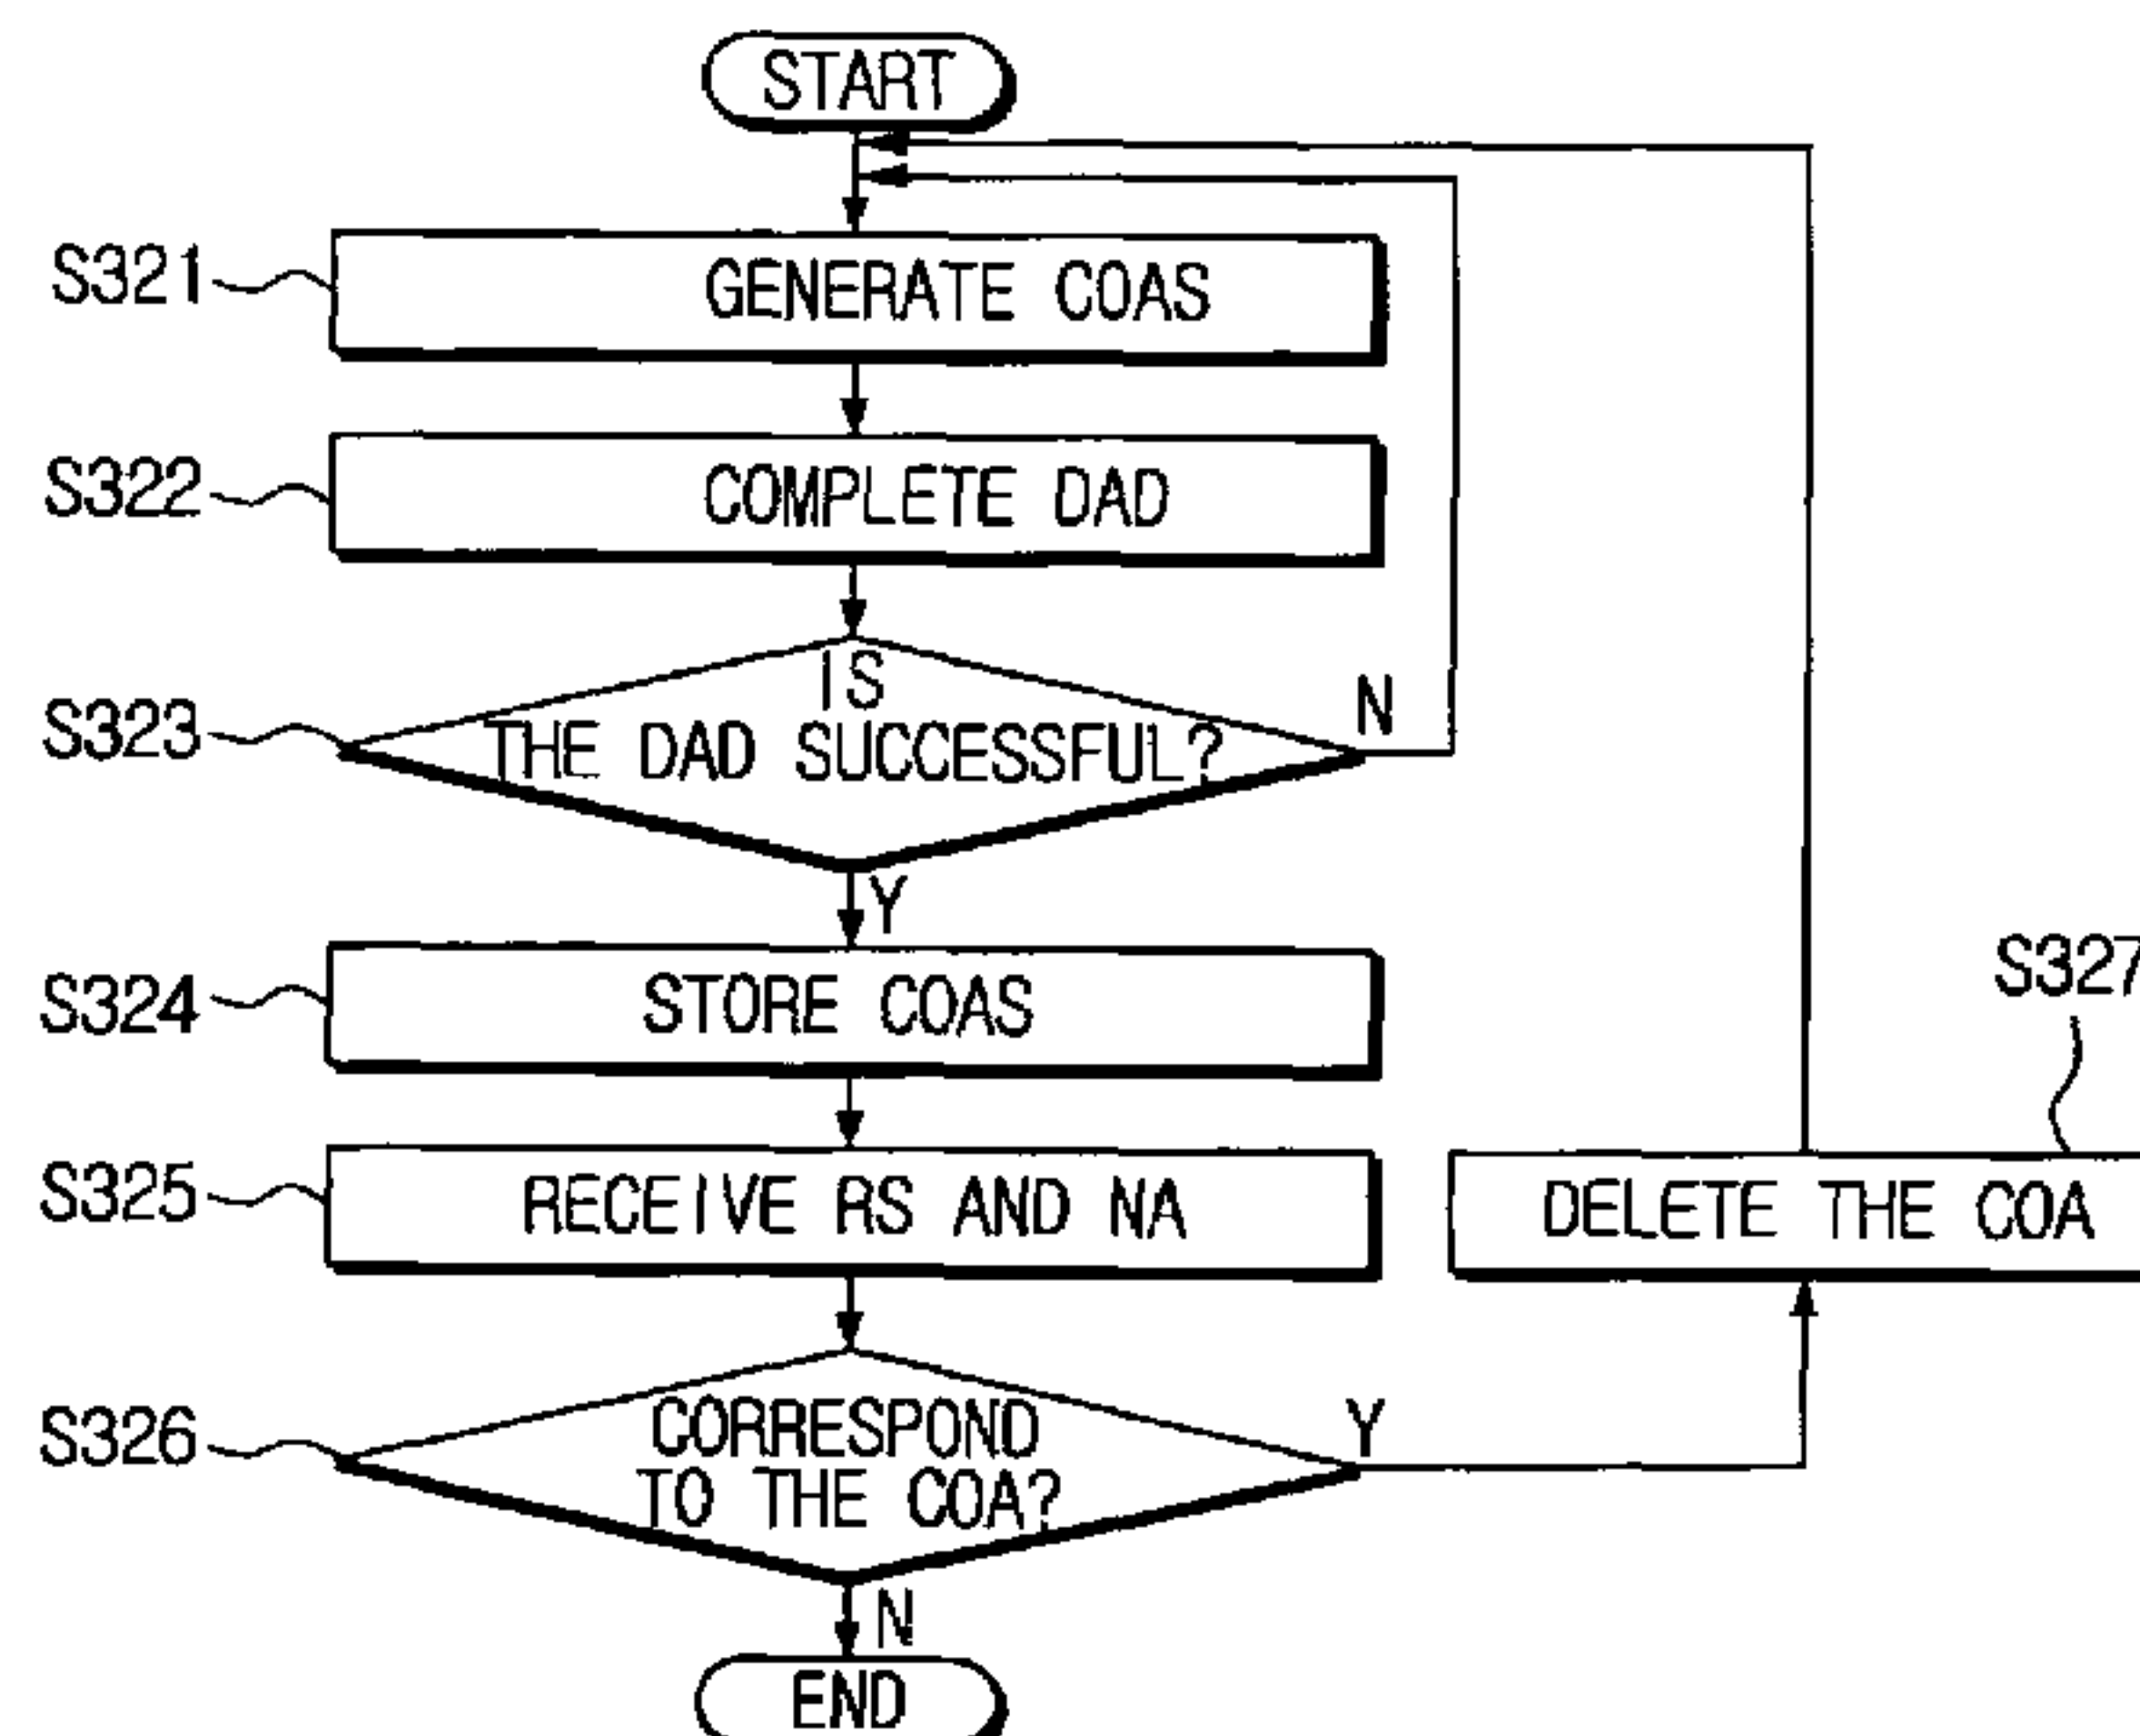 START
S321
GENERATE COAS
S322
COMPLETE DAD
S323
IS
THE DAD SUCCESSFUL?
N
Y
S324
STORE COAS
S327
S325
RECEIVE RS AND NA
DELETE THE COA
S326
CORRESPOND
TO THE COA?
Y
N
END